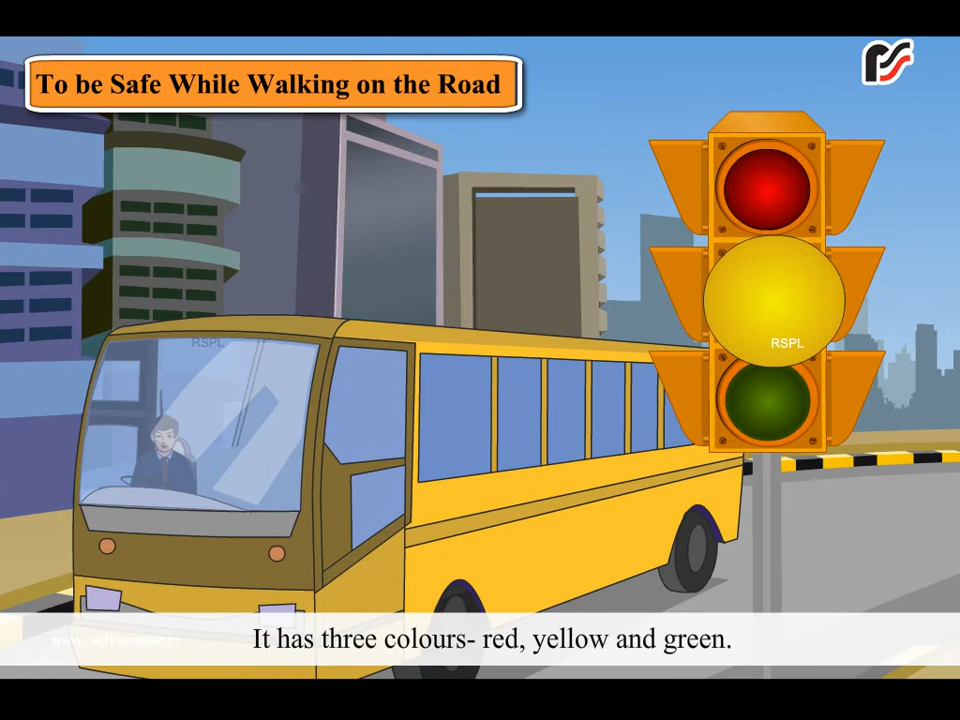 To be Safe While Walking on the Road
RSPL
RSPL
It has three colours- red, yellow and green.